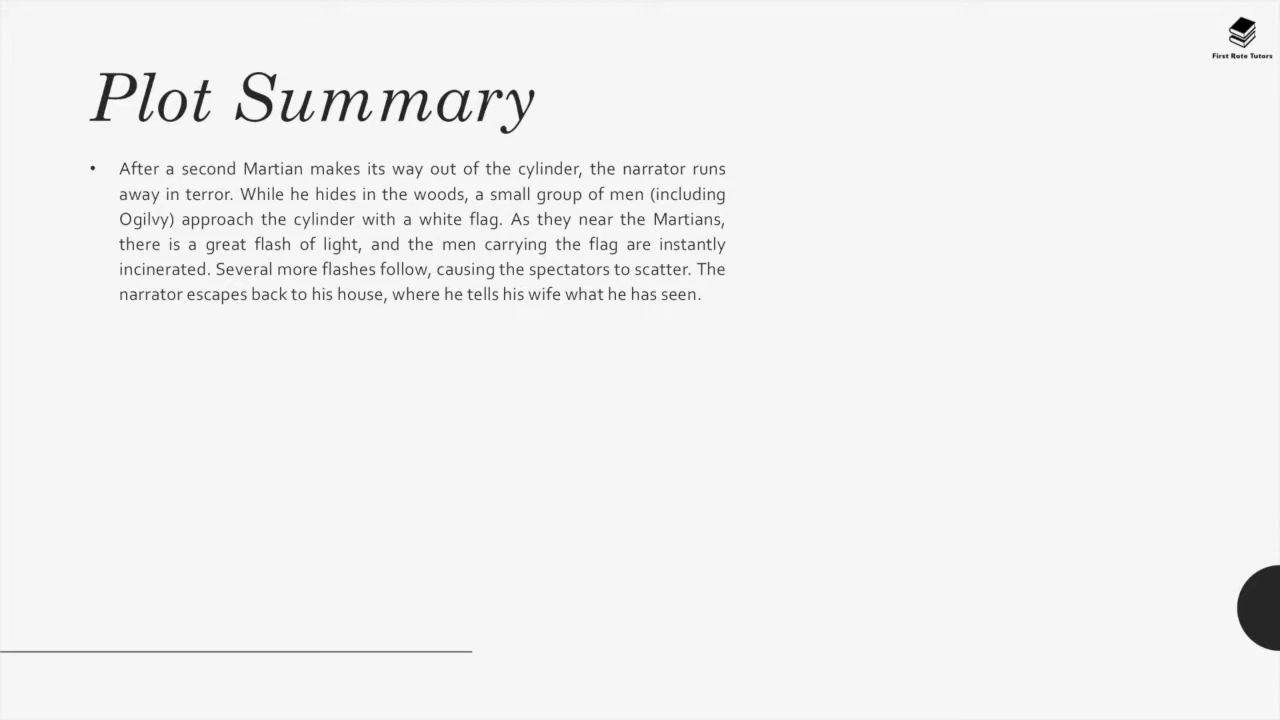 First Rate Tutors
Plot Summary
• After a second Martian makes its way out of the cylinder, the narrator runs
away in terror. While he hides in the woods, a small group of men (including
Ogilvy) approach the cylinder with a white flag. As they near the Martians,
there is a great flash of light, and the men carrying the flag are instantly
incinerated. Several more flashes follow, causing the spectators to scatter. The
narrator escapes back to his house, where he tells his wife what he has seen.